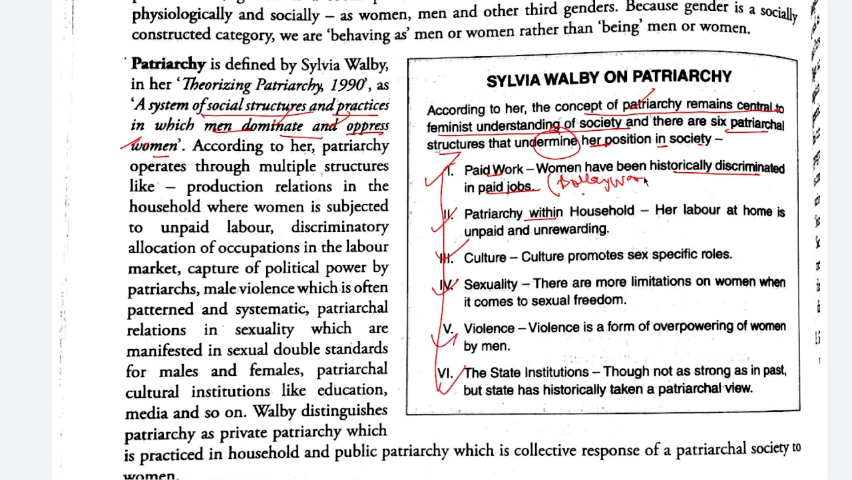 physiologically and socially – as women, men and other third genders. Because gender is a socially
constructed category, we are 'behaving as' men or women rather than 'being' men or women.
Patriarchy is defined by Sylvia Walby,
in her 'Theorizing Patriarchy, 1990', as
'A system of social structures and practices
in which men dominate and oppress
women'. According to her, patriarchy
operates through multiple structures
like – production relations in the
household where women is subjected
to unpaid labour, discriminatory
allocation of occupations in the labour
market, capture of political power by
patriarchs, male violence which is often
patterned and systematic, patriarchal
relations in sexuality which are
manifested in sexual double standards
for males and females, patriarchal
cultural institutions like education,
media and so on. Walby distinguishes
patriarchy as private patriarchy which
is practiced in household and public patriarchy which is collective response of a patriarchal society to
women.
SYLVIA WALBY ON PATRIARCHY
According to her, the concept of patriarchy remains central to
feminist understanding of society and there are six patriarchal
structures that undermine her position in society –
I. Paid Work – Women have been historically discriminated
in paid jobs.
II. Patriarchy within Household – Her labour at home is
unpaid and unrewarding.
III. Culture – Culture promotes sex specific roles.
IV. Sexuality – There are more limitations on women when
it comes to sexual freedom.
V. Violence – Violence is a form of overpowering of women
by men.
VI. The State Institutions – Though not as strong as in past,
but state has historically taken a patriarchal view.